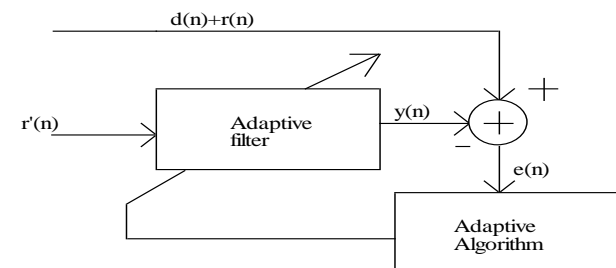 d(n)+r(n)
+
r'(n)
Adaptive
filter
y(n)
+
−
e(n)
Adaptive
Algorithm